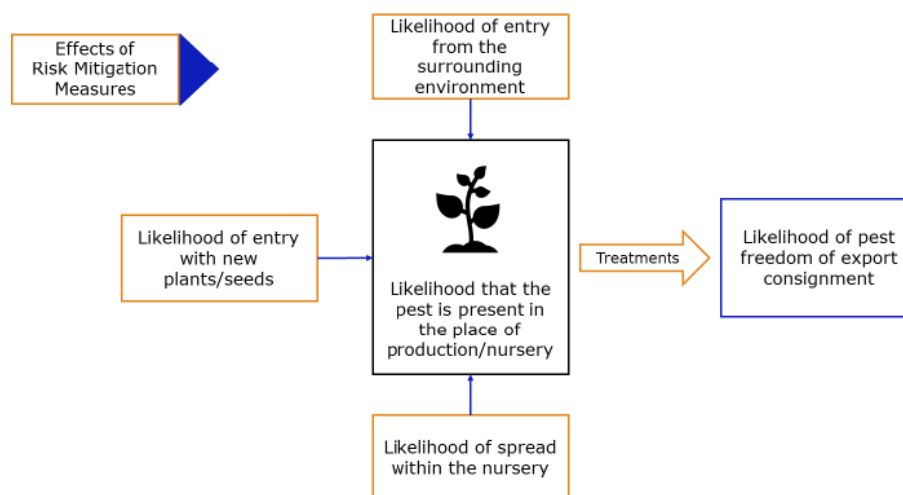 Effects of
Risk Mitigation
Measures
Likelihood of entry
from the
surrounding
environment
Likelihood of entry
with new
plants/seeds
Likelihood that the
pest is present in
the place of
production/nursery
Treatments
Likelihood of pest
freedom of export
consignment
Likelihood of spread
within the nursery